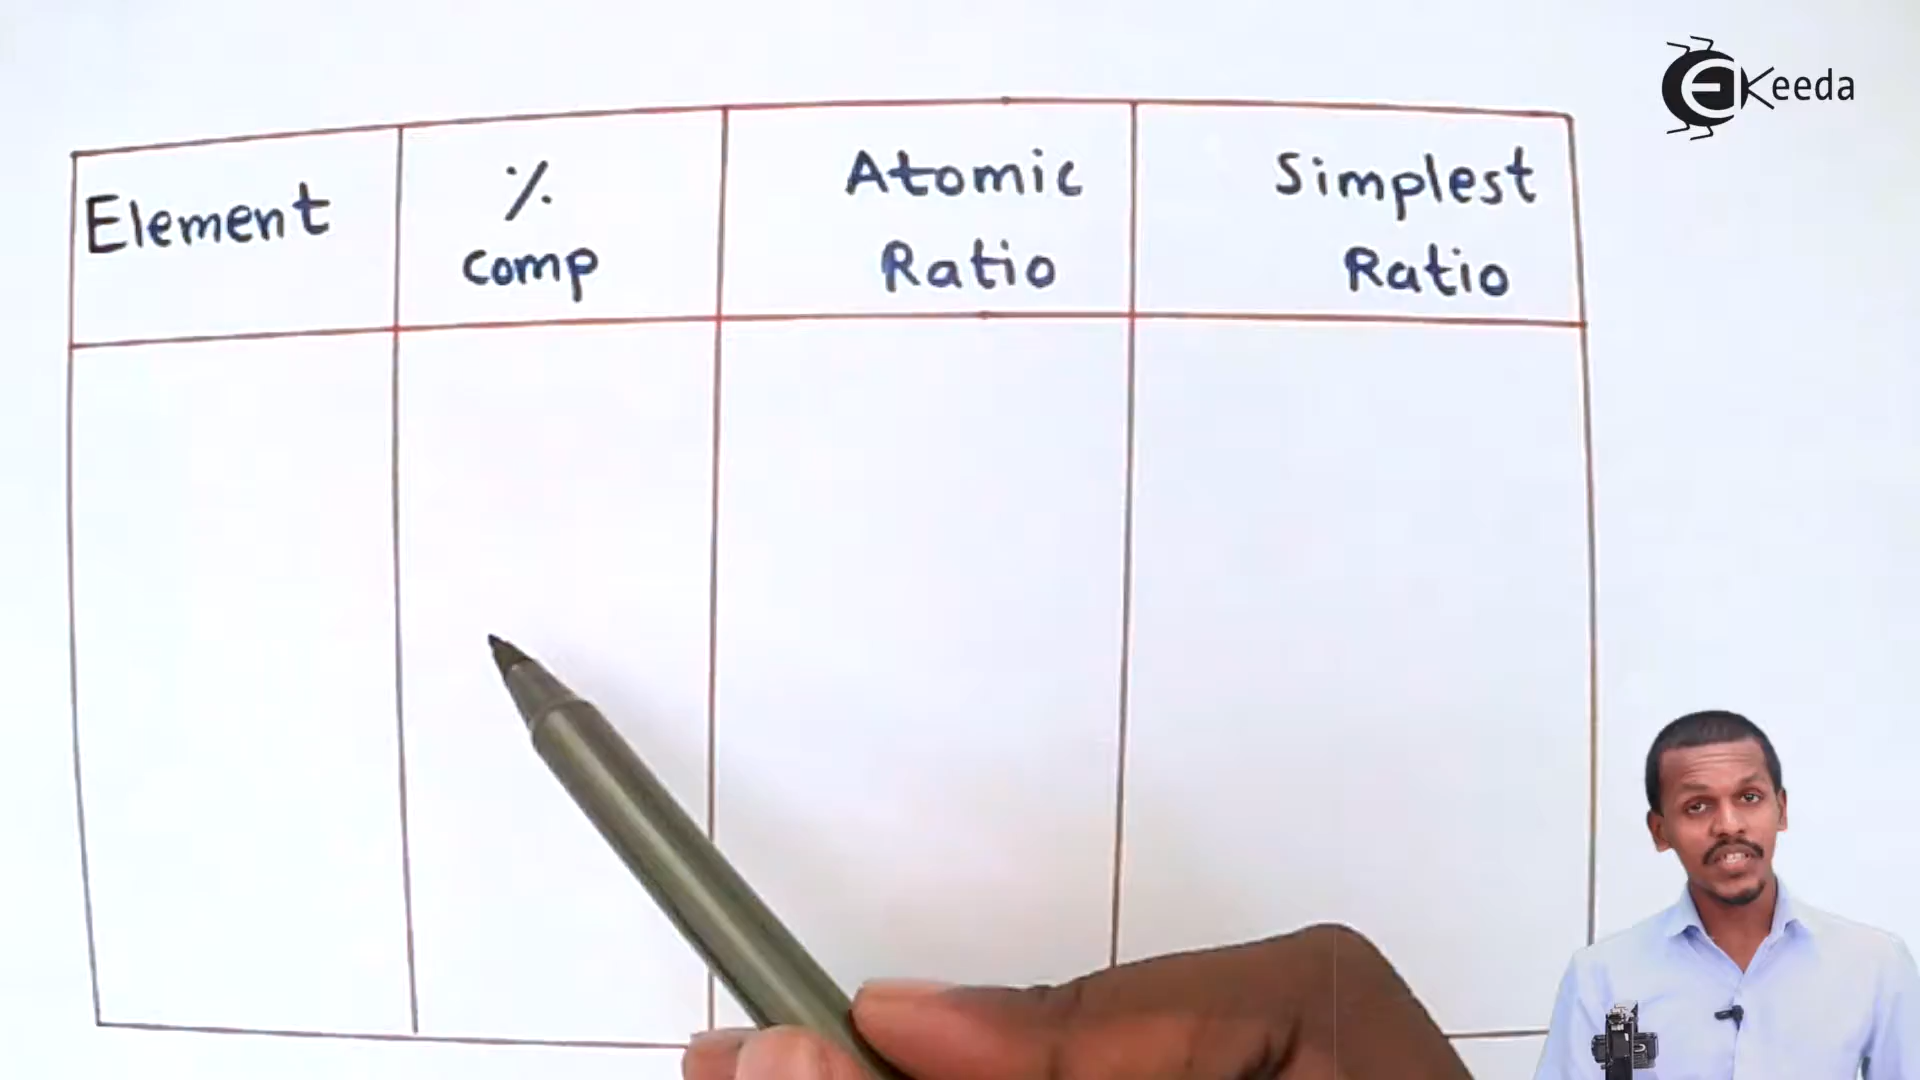 Element
%
comp
Atomic
Ratio
Simplest
Ratio
EKeeda